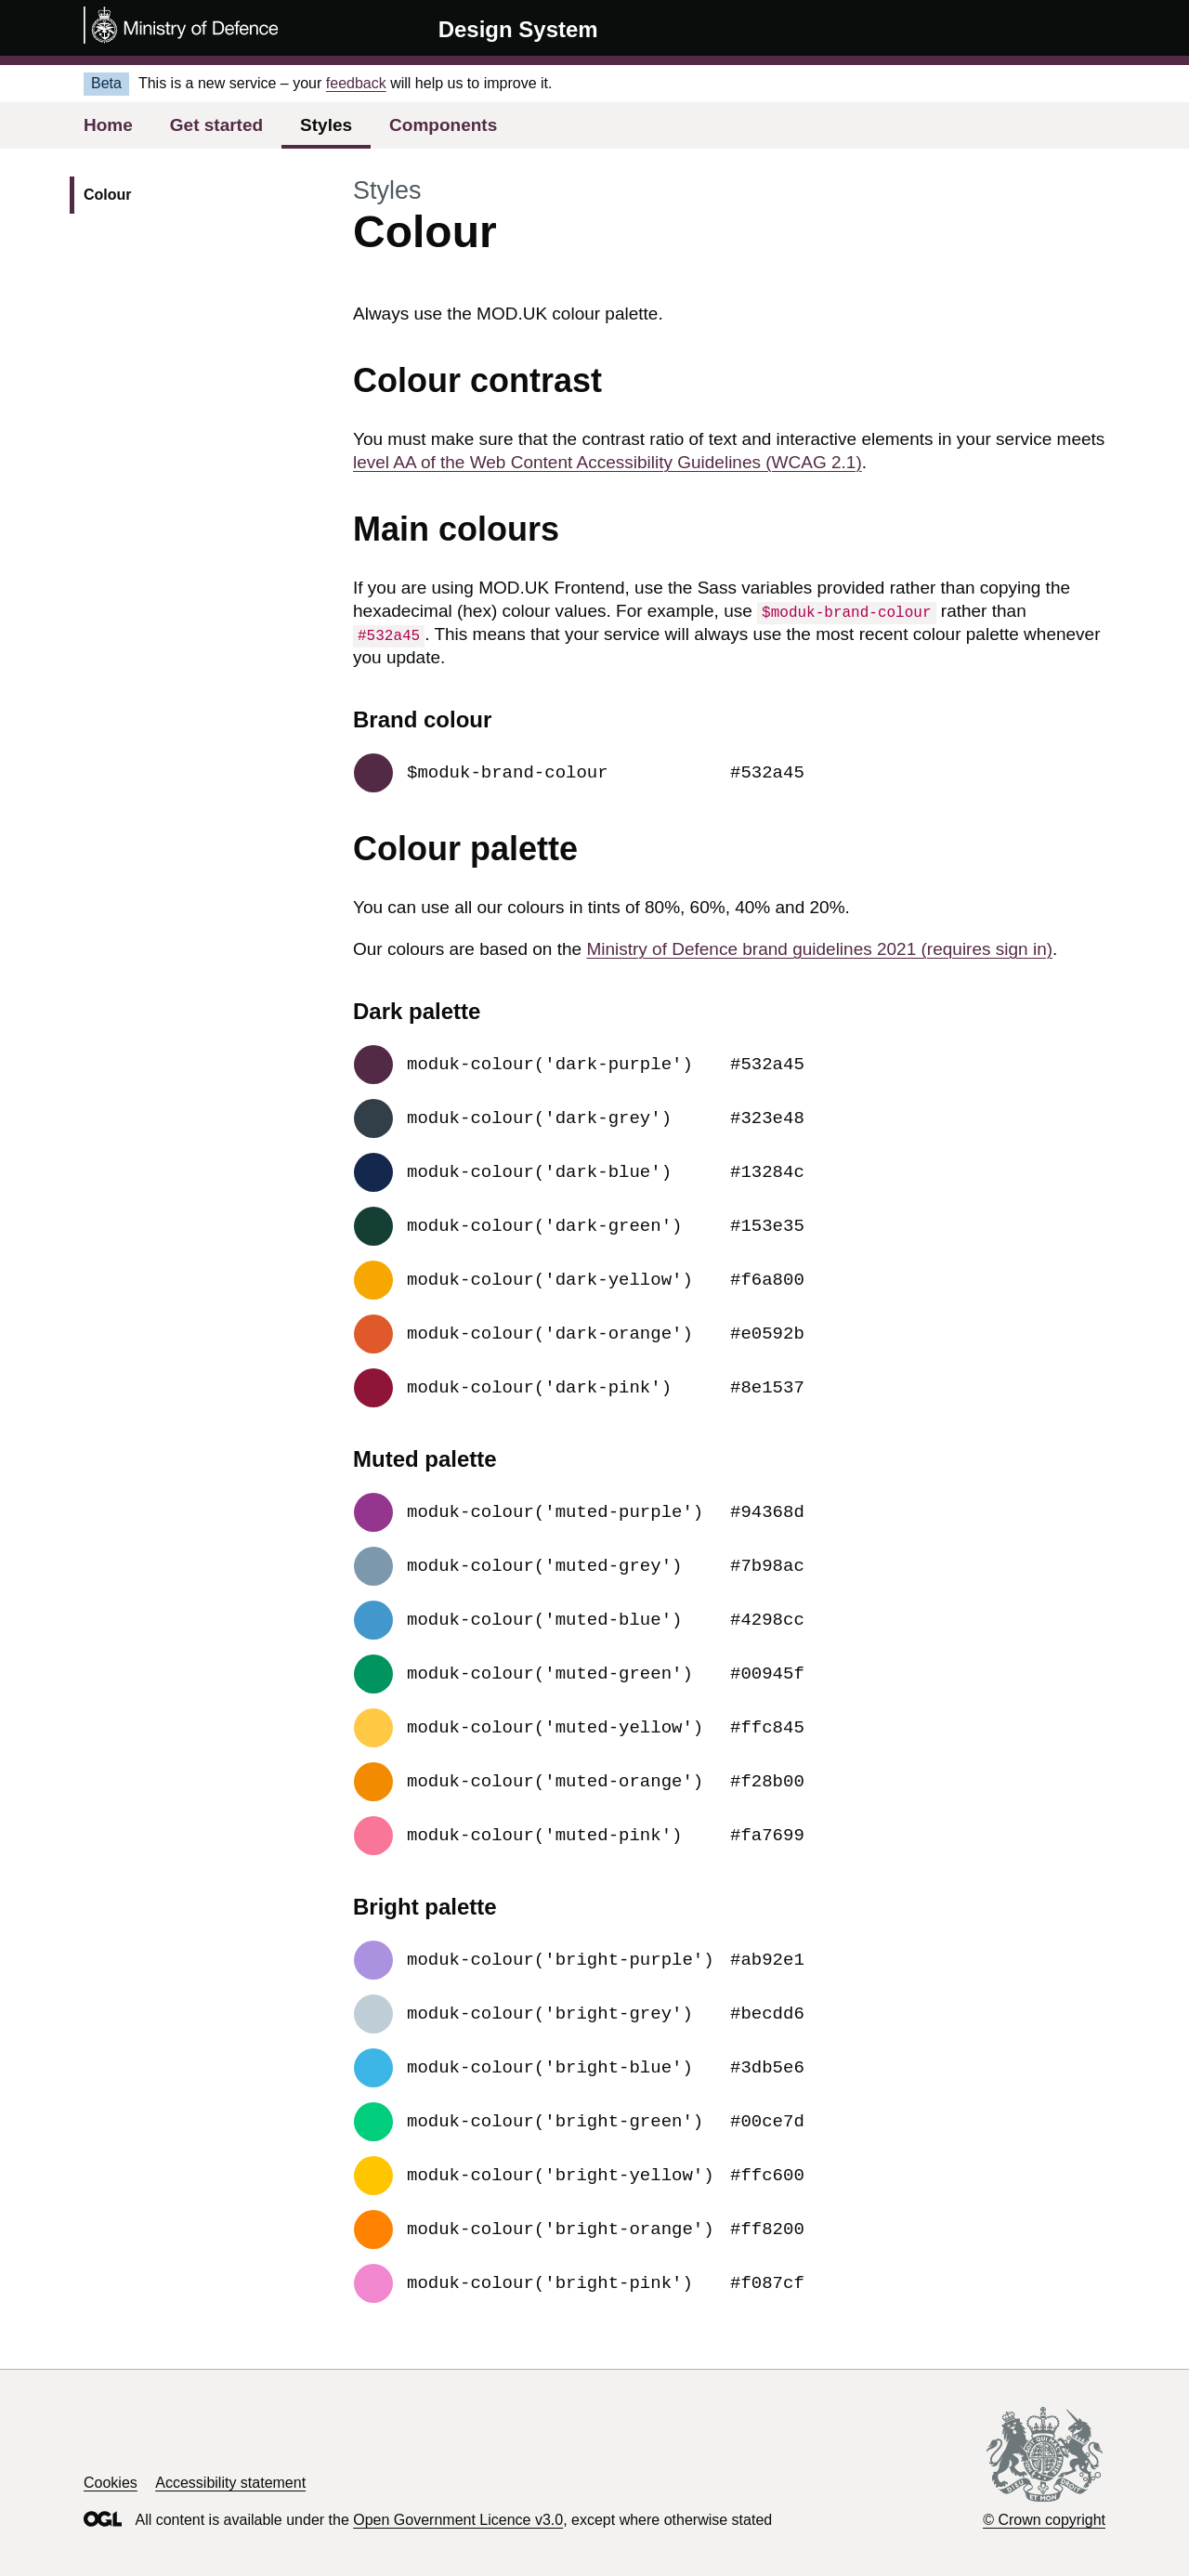 Ministry of Defence
Design System
Beta This is a new service – your feedback will help us to improve it.
Home Get started Styles Components
Colour
Styles
Colour
Always use the MOD.UK colour palette.
Colour contrast
You must make sure that the contrast ratio of text and interactive elements in your service meets
level AA of the Web Content Accessibility Guidelines (WCAG 2.1).
Main colours
If you are using MOD.UK Frontend, use the Sass variables provided rather than copying the
hexadecimal (hex) colour values. For example, use $moduk-brand-colour rather than
#532a45. This means that your service will always use the most recent colour palette whenever
you update.
Brand colour
$moduk-brand-colour #532a45
Colour palette
You can use all our colours in tints of 80%, 60%, 40% and 20%.
Our colours are based on the Ministry of Defence brand guidelines 2021 (requires sign in).
Dark palette
moduk-colour('dark-purple') #532a45
moduk-colour('dark-grey') #323e48
moduk-colour('dark-blue') #13284c
moduk-colour('dark-green') #153e35
moduk-colour('dark-yellow') #f6a800
moduk-colour('dark-orange') #e0592b
moduk-colour('dark-pink') #8e1537
Muted palette
moduk-colour('muted-purple') #94368d
moduk-colour('muted-grey') #7b98ac
moduk-colour('muted-blue') #4298cc
moduk-colour('muted-green') #00945f
moduk-colour('muted-yellow') #ffc845
moduk-colour('muted-orange') #f28b00
moduk-colour('muted-pink') #fa7699
Bright palette
moduk-colour('bright-purple') #ab92e1
moduk-colour('bright-grey') #becdd6
moduk-colour('bright-blue') #3db5e6
moduk-colour('bright-green') #00ce7d
moduk-colour('bright-yellow') #ffc600
moduk-colour('bright-orange') #ff8200
moduk-colour('bright-pink') #f087cf
Cookies Accessibility statement
OGL All content is available under the Open Government Licence v3.0, except where otherwise stated
© Crown copyright